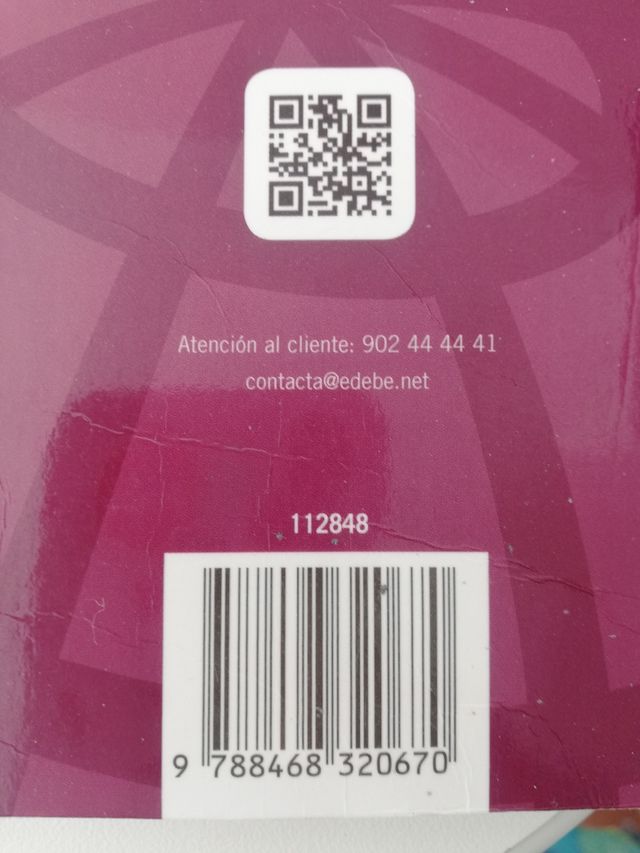 Atención al cliente: 902 44 44 41
contacta@edebe.net
112848
9 788468 320670